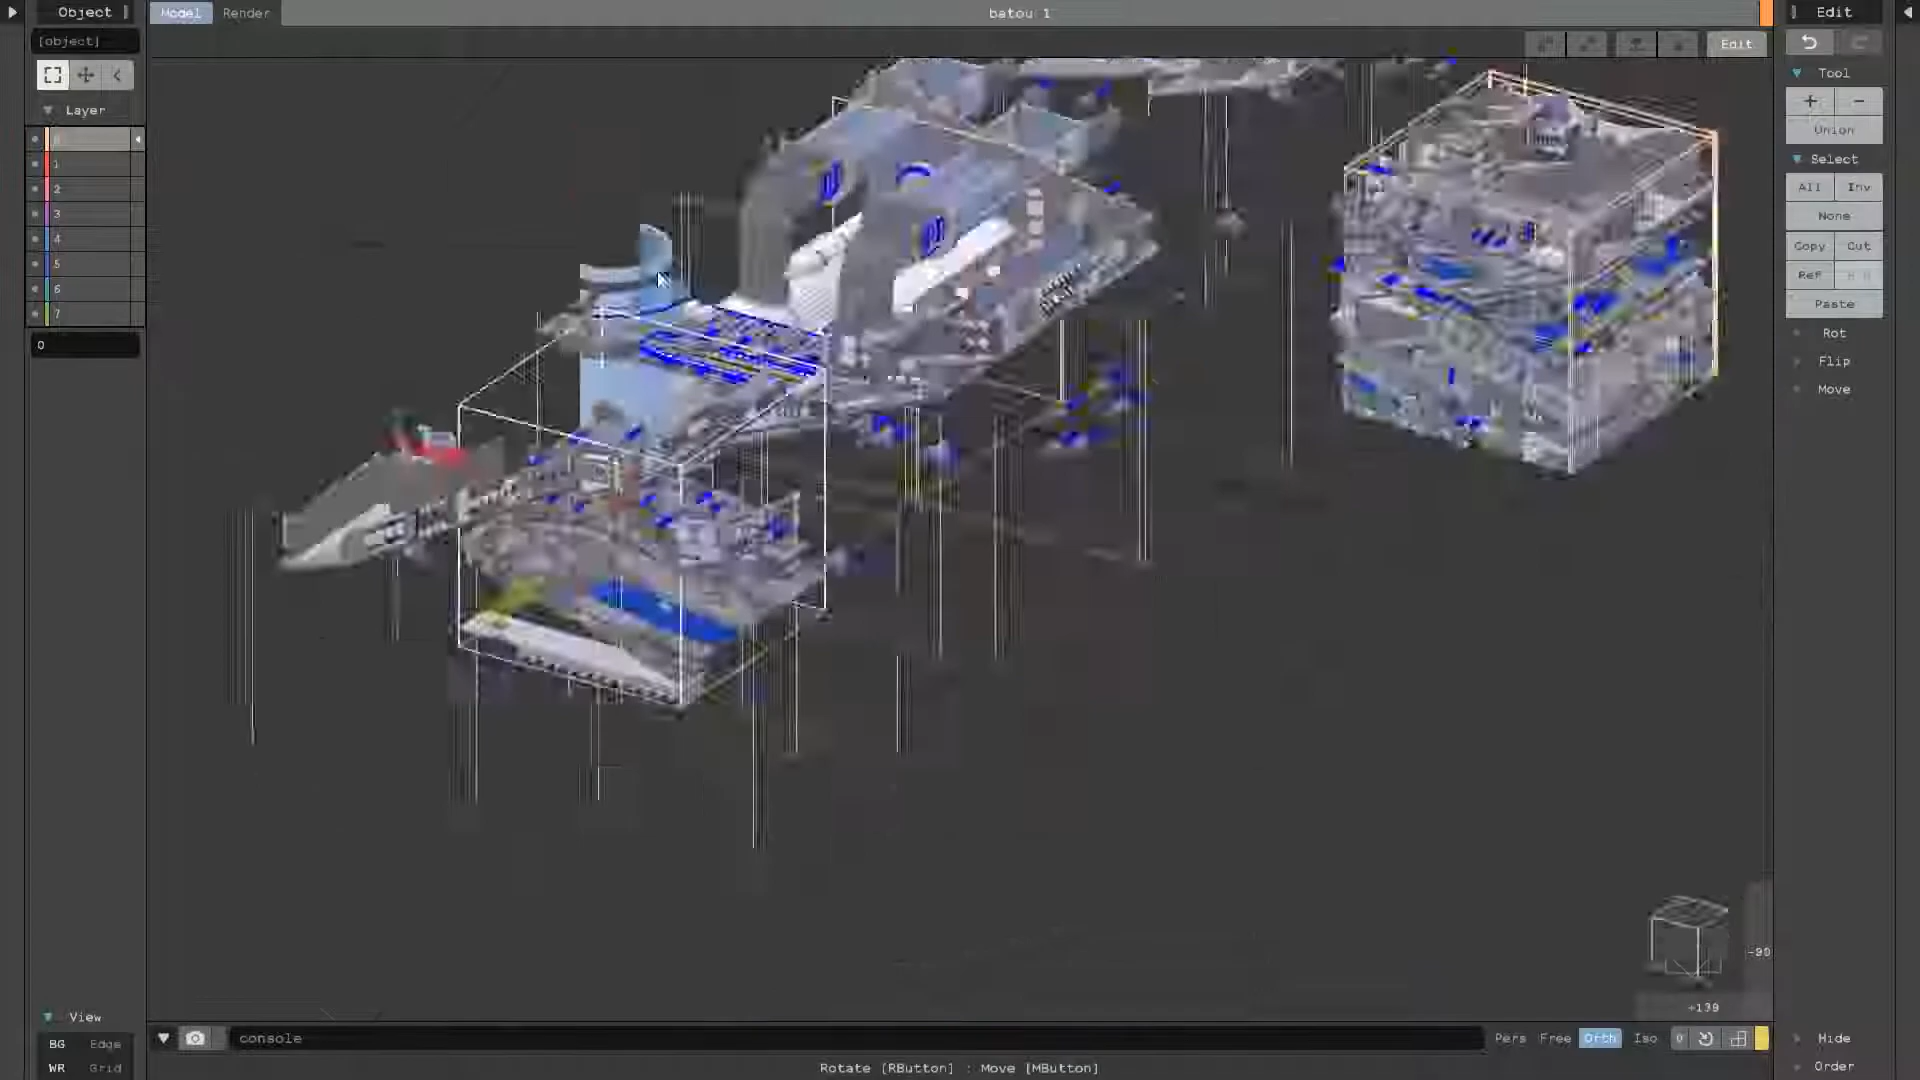 Object
Model Render
batou 1
Edit
[object]
Edit
Layer
Tool
+ -
Union
1
2
3
4
5
6
7
0
Select
All Inv
None
Copy Cut
Ref
Paste
Rot
Flip
Move
-90
+139
View
BG Edge
WR Grid
console
Pers Free Orth Iso 0
Hide
Order
Rotate [RButton] : Move [MButton]